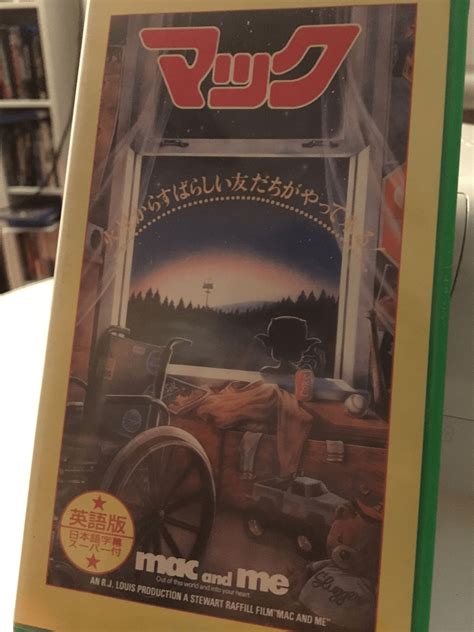 マック
からすばらしい友だちがやって
英語版
日本語字幕
スーパー付
mac and me
Out of this world and into your heart.
AN R.J. LOUIS PRODUCTION A STEWART RAFFILL FILM "MAC AND ME"